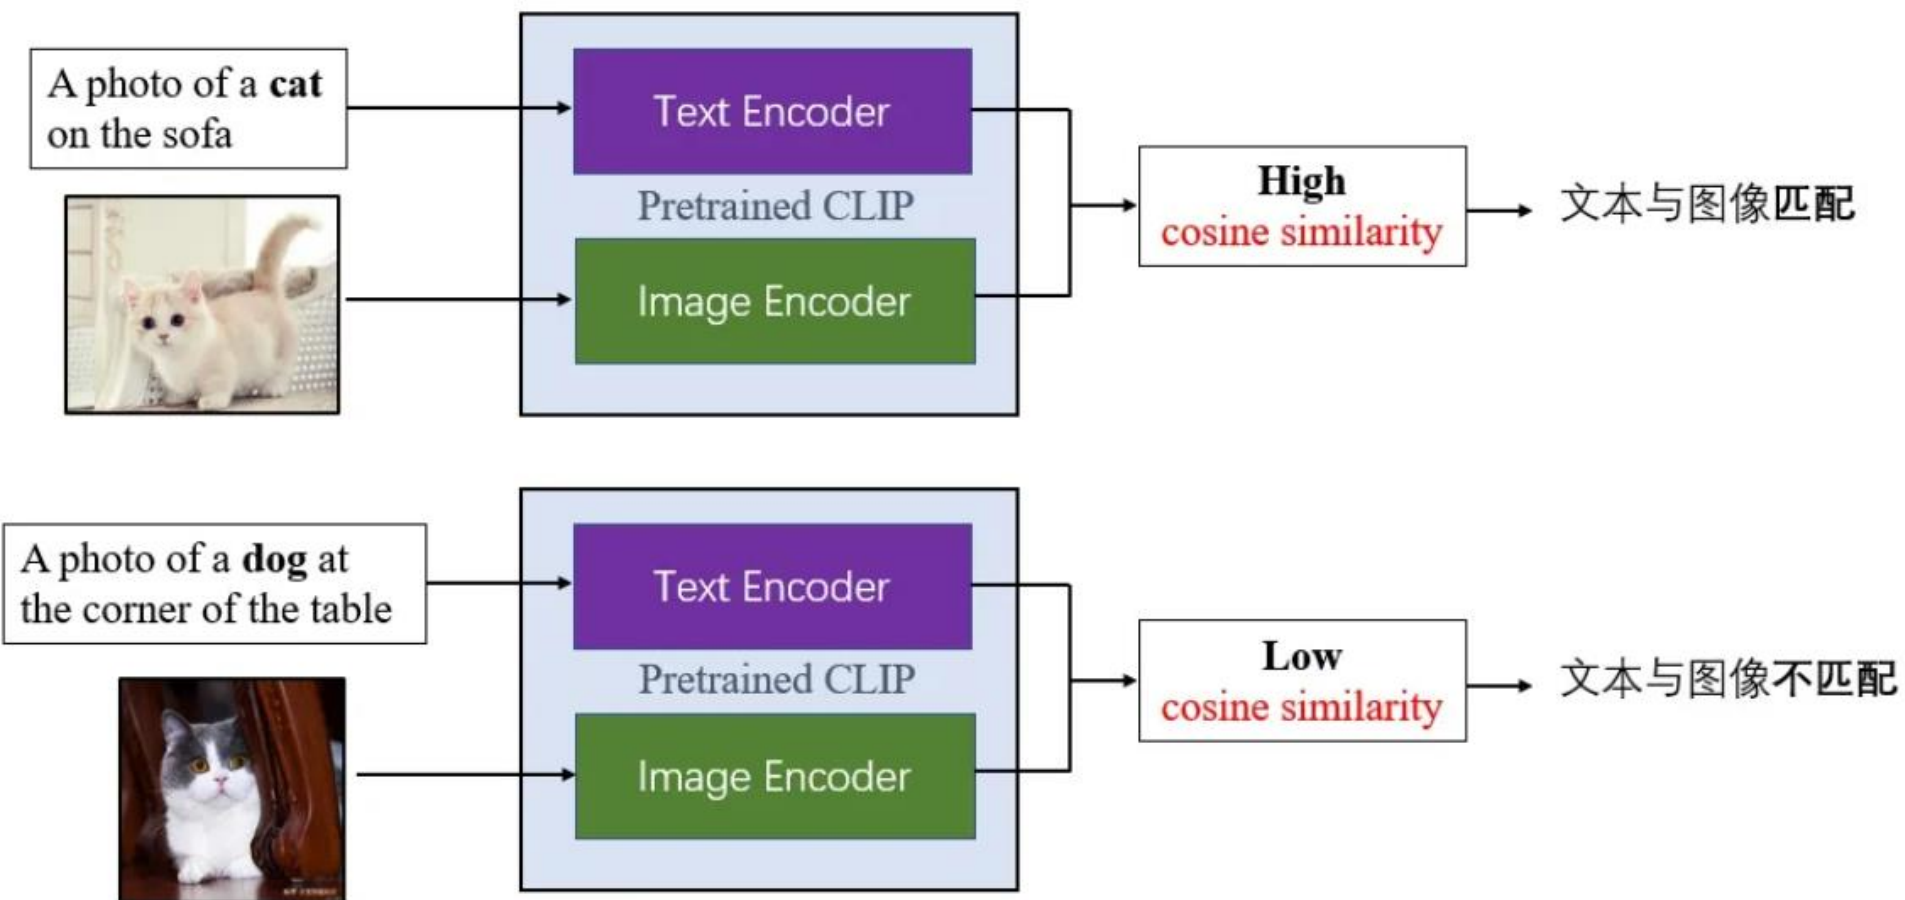 A photo of a cat
on the sofa
Text Encoder
Pretrained CLIP
Image Encoder
High
cosine similarity
文本与图像匹配
A photo of a dog at
the corner of the table
Text Encoder
Pretrained CLIP
Image Encoder
Low
cosine similarity
文本与图像不匹配